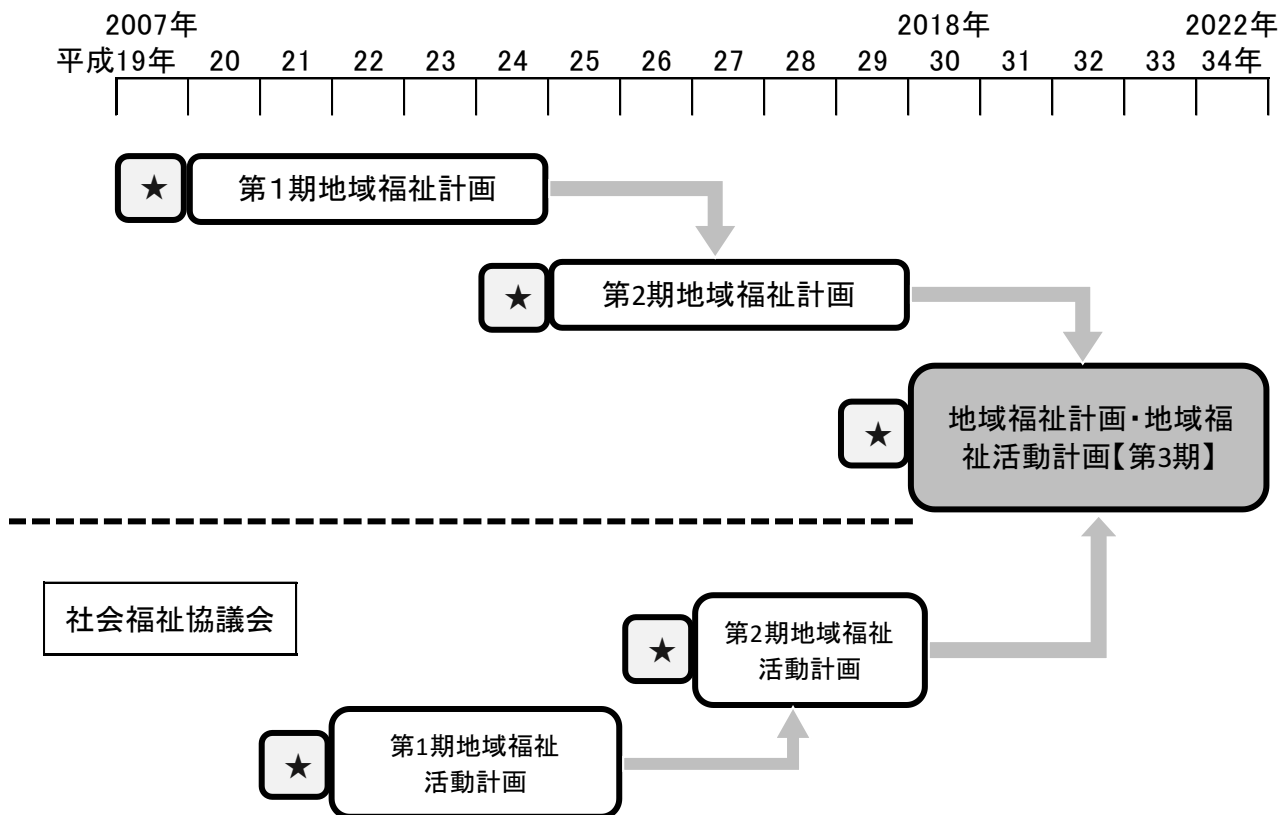 2007年 2018年 2022年
平成19年 20 21 22 23 24 25 26 27 28 29 30 31 32 33 34年
★ 第1期地域福祉計画
★ 第2期地域福祉計画
★ 地域福祉計画・地域福
祉活動計画【第3期】
社会福祉協議会
★ 第2期地域福祉
活動計画
★ 第1期地域福祉
活動計画